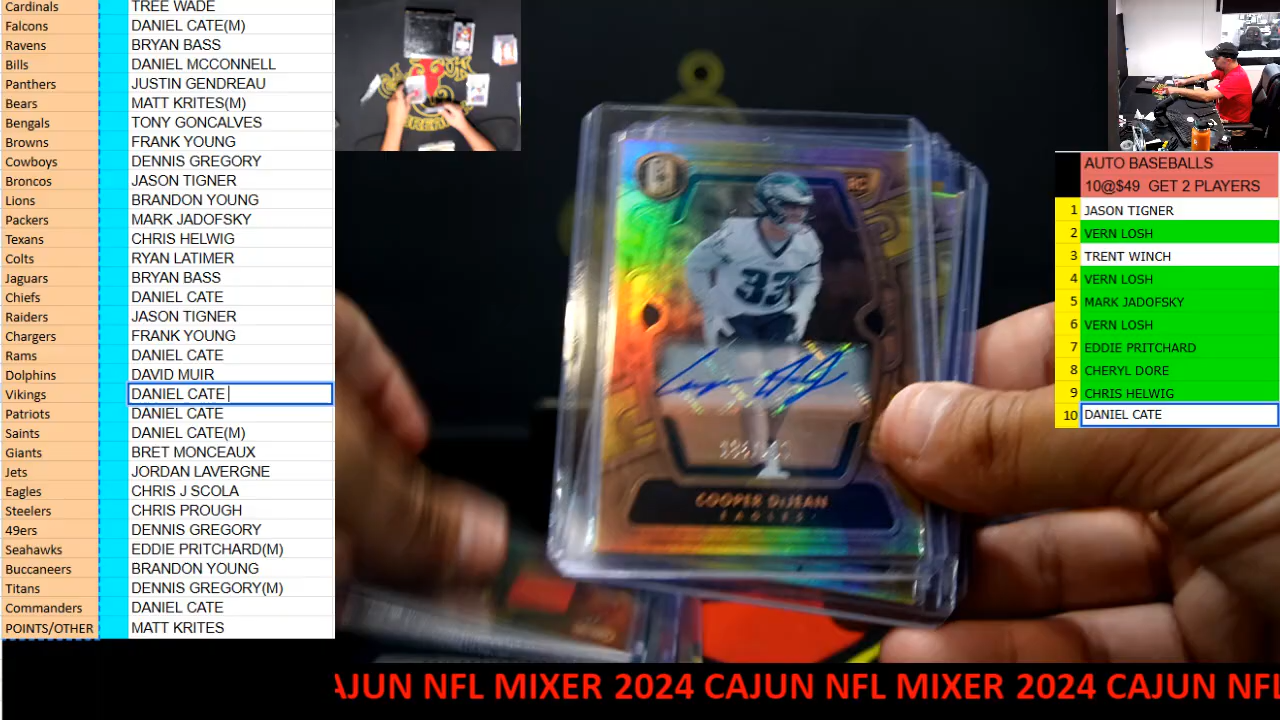 Cardinals TREE WADE
Falcons DANIEL CATE(M)
Ravens BRYAN BASS
Bills DANIEL MCCONNELL
Panthers JUSTIN GENDREAU
Bears MATT KRITES(M)
Bengals TONY GONCALVES
Browns FRANK YOUNG
Cowboys DENNIS GREGORY
Broncos JASON TIGNER
Lions BRANDON YOUNG
Packers MARK JADOFSKY
Texans CHRIS HELWIG
Colts RYAN LATIMER
Jaguars BRYAN BASS
Chiefs DANIEL CATE
Raiders JASON TIGNER
Chargers FRANK YOUNG
Rams DANIEL CATE
Dolphins DAVID MUIR
Vikings DANIEL CATE
Patriots DANIEL CATE
Saints DANIEL CATE(M)
Giants BRET MONCEAUX
Jets JORDAN LAVERGNE
Eagles CHRIS J SCOLA
Steelers CHRIS PROUGH
49ers DENNIS GREGORY
Seahawks EDDIE PRITCHARD(M)
Buccaneers BRANDON YOUNG
Titans DENNIS GREGORY(M)
Commanders DANIEL CATE
POINTS/OTHER MATT KRITES
RC
33
COOPER DEJEAN
EAGLES
AUTO BASEBALLS
10@$49 GET 2 PLAYERS
1 JASON TIGNER
2 VERN LOSH
3 TRENT WINCH
4 VERN LOSH
5 MARK JADOFSKY
6 VERN LOSH
7 EDDIE PRITCHARD
8 CHERYL DORE
9 CHRIS HELWIG
10 DANIEL CATE
AJUN NFL MIXER 2024 CAJUN NFL MIXER 2024 CAJUN NFL